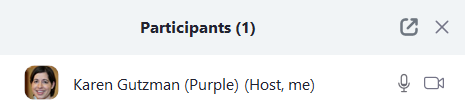 Participants (1)
Karen Gutzman (Purple) (Host, me)